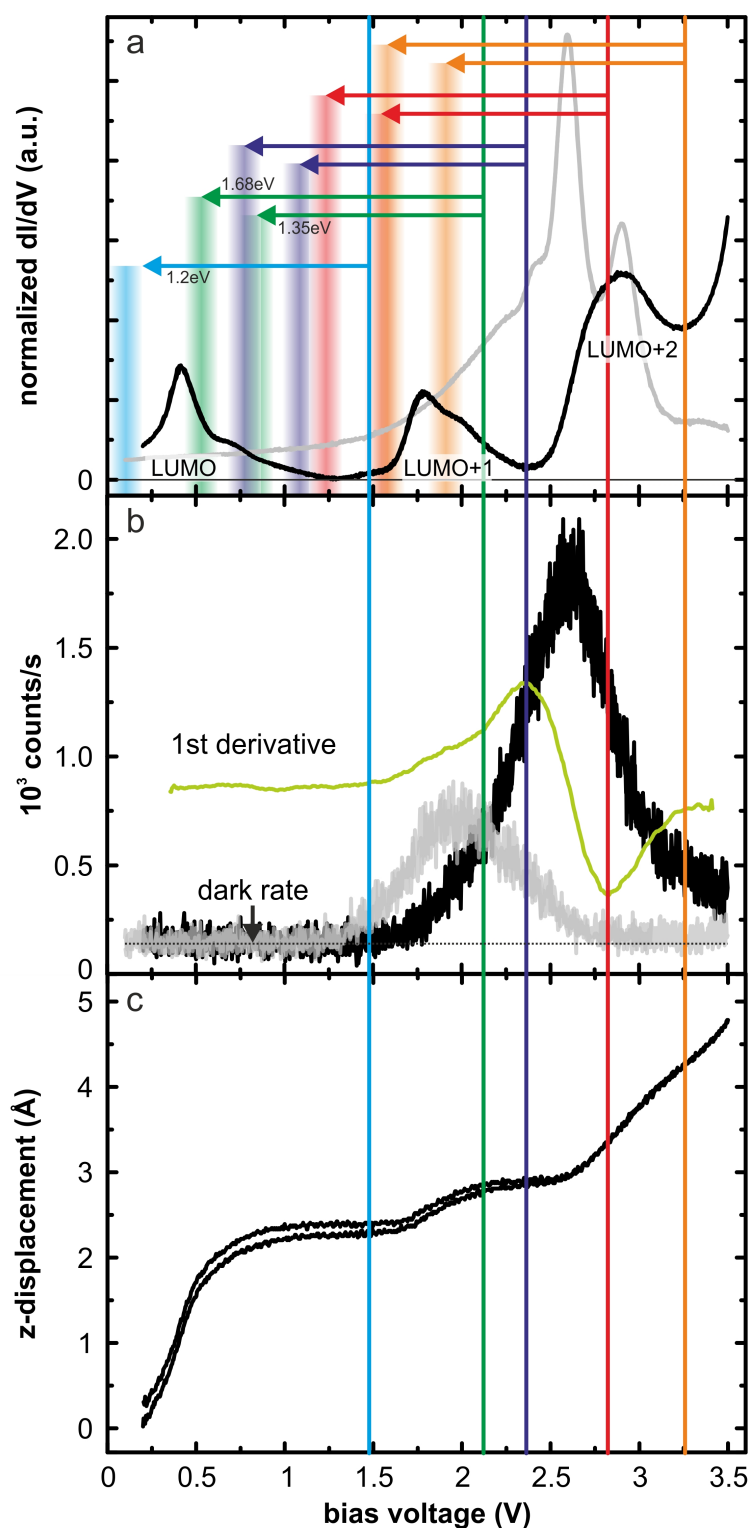 a
normalized dI/dV (a.u.)
1.68eV
1.35eV
1.2eV
LUMO+2
LUMO
LUMO+1
0
b
10³ counts/s
2.0
1.5
1st derivative
1.0
0.5
dark rate
0
c
z-displacement (Å)
5
4
3
2
1
0
0 0.5 1 1.5 2 2.5 3 3.5
bias voltage (V)